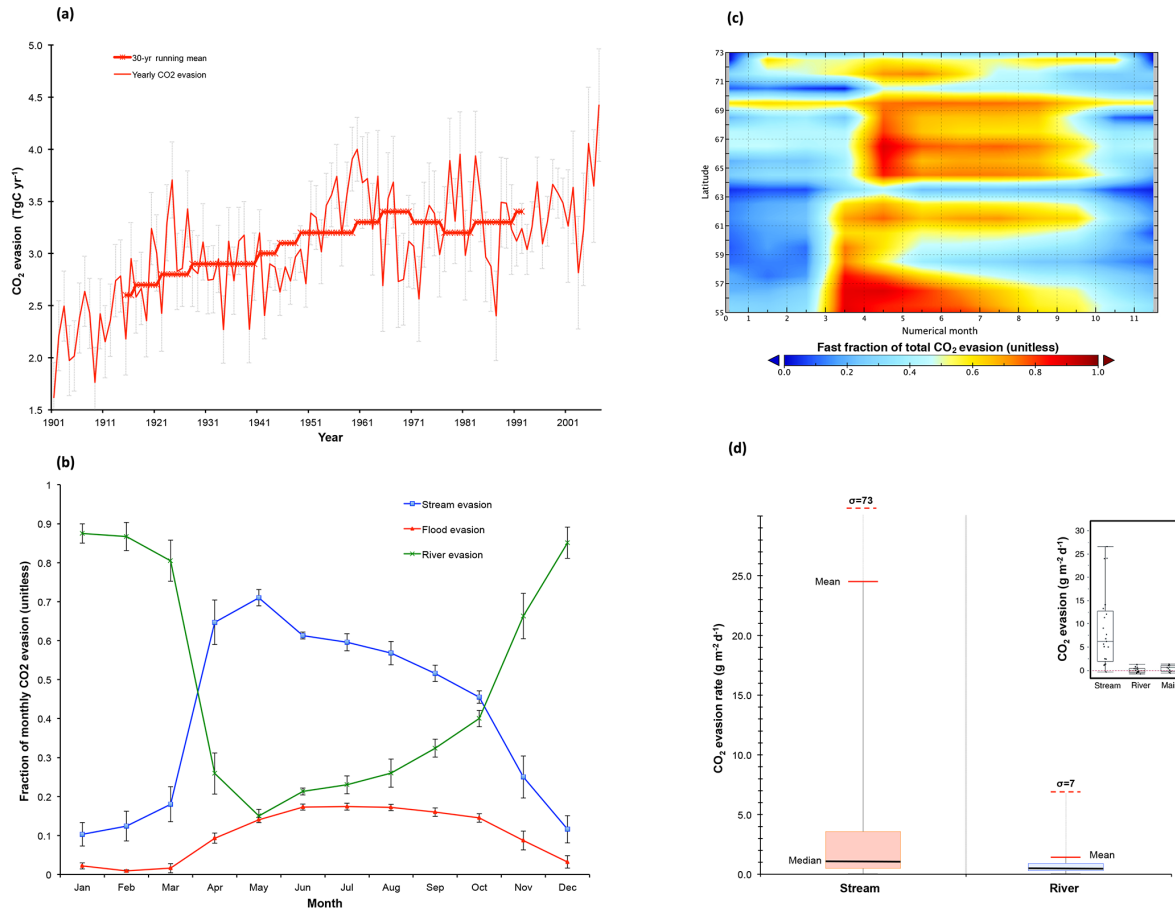 (a)
5.0
4.5
4.0
3.5
3.0
2.5
2.0
1.5
CO2 evasion (TgC yr-1)
30-yr running mean
Yearly CO2 evasion
1901 1911 1921 1931 1941 1951 1961 1971 1981 1991 2001
Year
(b)
1
0.9
0.8
0.7
0.6
0.5
0.4
0.3
0.2
0.1
0
Fraction of monthly CO2 evasion (unitless)
Stream evasion
Flood evasion
River evasion
Jan Feb Mar Apr May Jun Jul Aug Sep Oct Nov Dec
Month
(c)
73
71
69
67
65
63
61
59
57
55
Latitude
0 1 2 3 4 5 6 7 8 9 10 11
Numerical month
Fast fraction of total CO2 evasion (unitless)
0.0 0.2 0.4 0.6 0.8 1.0
(d)
σ=73
25.0
20.0
15.0
10.0
5.0
0.0
CO2 evasion rate (g m-2 d-1)
Mean
Median
σ=7
Mean
Stream River
30
25
20
15
10
5
0
CO2 evasion (g m-2 d-1)
Stream River Mai